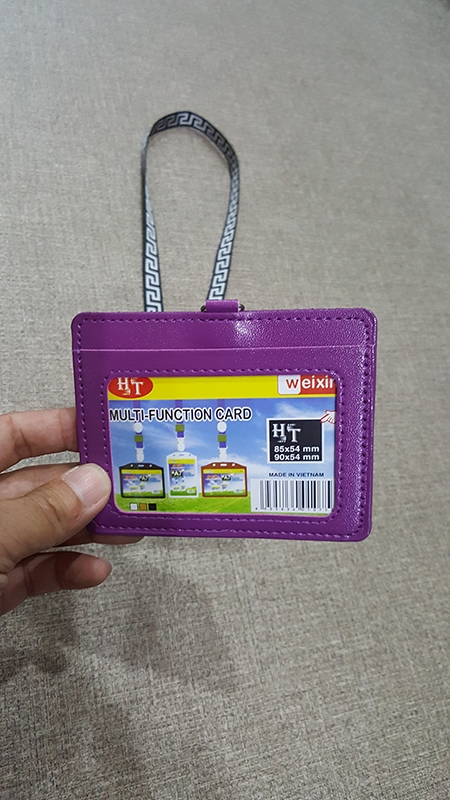 HT
weixin
MULTI-FUNCTION CARD
HT
85x54 mm
90x54 mm
MADE IN VIETNAM